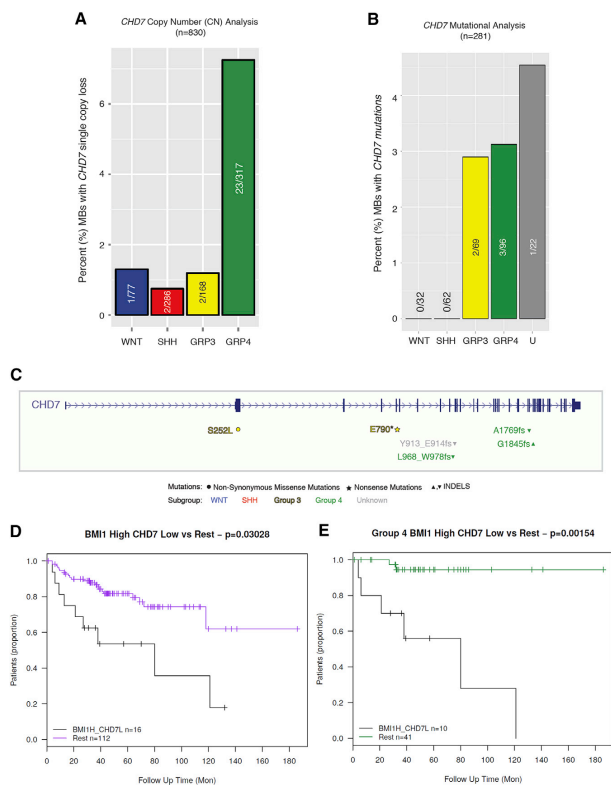 A
CHD7 Copy Number (CN) Analysis
(n=830)
Percent (%) MBs with CHD7 single copy loss
6
4
2
0
1/77
2/286
2/168
23/317
WNT
SHH
GRP3
GRP4
B
CHD7 Mutational Analysis
(n=281)
Percent (%) MBs with CHD7 mutations
4
3
2
1
0
0/32
0/62
2/69
3/96
1/22
WNT
SHH
GRP3
GRP4
U
C
CHD7
S252L
E790*
Y913_E914fs
L968_W978fs
A1769fs
G1845fs
Mutations: ● Non-Synonymous Missense Mutations ★ Nonsense Mutations ▲,▼ INDELS
Subgroup: WNT SHH Group 3 Group 4 Unknown
D
BMI1 High CHD7 Low vs Rest – p=0.03028
Patients (proportion)
1.0
0.8
0.6
0.4
0.2
0.0
BMI1H_CHD7L n=16
Rest n=112
0 20 40 60 80 100 120 140 160 180
Follow Up Time (Mon)
E
Group 4 BMI1 High CHD7 Low vs Rest – p=0.00154
Patients (proportion)
1.0
0.8
0.6
0.4
0.2
0.0
BMI1H_CHD7L n=10
Rest n=41
0 20 40 60 80 100 120 140 160 180
Follow Up Time (Mon)